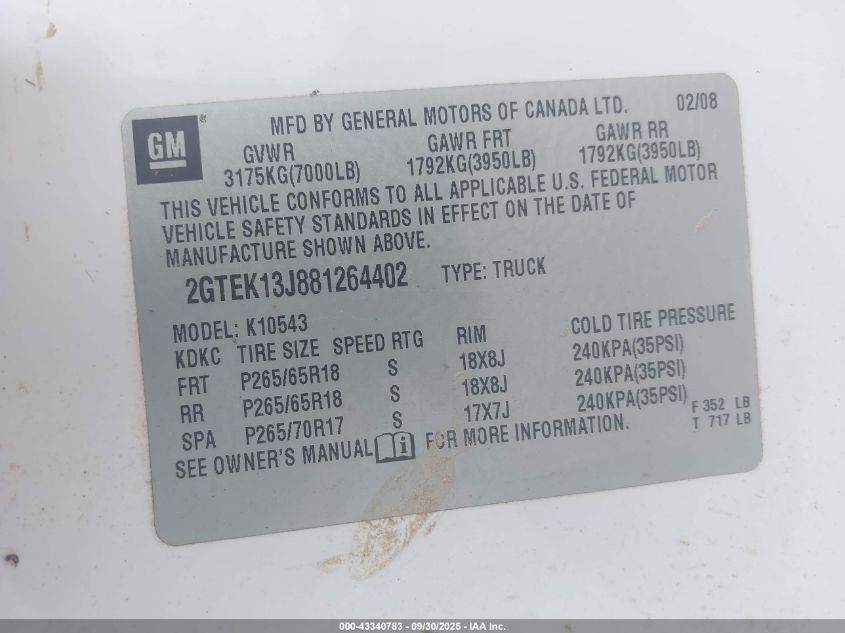 GM ®
MFD BY GENERAL MOTORS OF CANADA LTD. 02/08
GVWR GAWR FRT GAWR RR
3175KG(7000LB) 1792KG(3950LB) 1792KG(3950LB)
THIS VEHICLE CONFORMS TO ALL APPLICABLE U.S. FEDERAL MOTOR
VEHICLE SAFETY STANDARDS IN EFFECT ON THE DATE OF
MANUFACTURE SHOWN ABOVE.
2GTEK13J881264402 TYPE: TRUCK
MODEL: K10543
KDKC TIRE SIZE SPEED RTG RIM COLD TIRE PRESSURE
FRT P265/65R18 S 18X8J 240KPA(35PSI)
RR P265/65R18 S 18X8J 240KPA(35PSI)
SPA P265/70R17 S 17X7J 240KPA(35PSI)
F 352 LB
T 717 LB
SEE OWNER'S MANUAL FOR MORE INFORMATION.
000-43340783 - 09/30/2025 - IAA Inc.